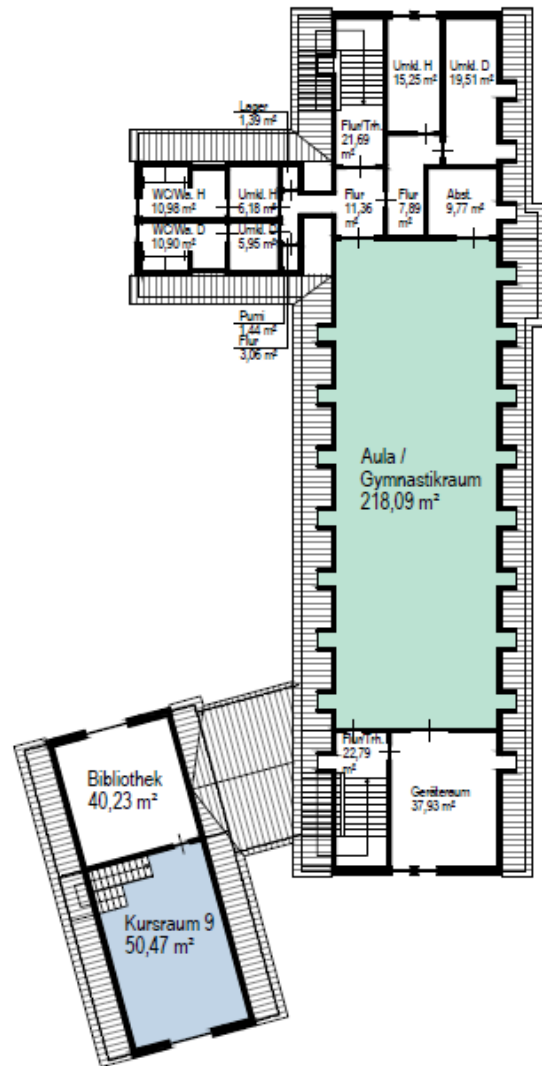 Umkl. H
15,25 m²
Umkl. D
19,51 m²
Lager
1,39 m²
Flur/Trh.
21,69
m²
WC/Wa. H
10,98 m²
Umkl. H
6,18 m²
Flur
11,36
m²
Flur
7,89
m²
Abst.
9,77 m²
WC/Wa. D
10,90 m²
Umkl. D
5,95 m²
Pumi
1,44 m²
Flur
3,06 m²
Aula /
Gymnastikraum
218,09 m²
Flur/Trh.
22,79
m²
Geräteraum
37,93 m²
Bibliothek
40,23 m²
Kursraum 9
50,47 m²